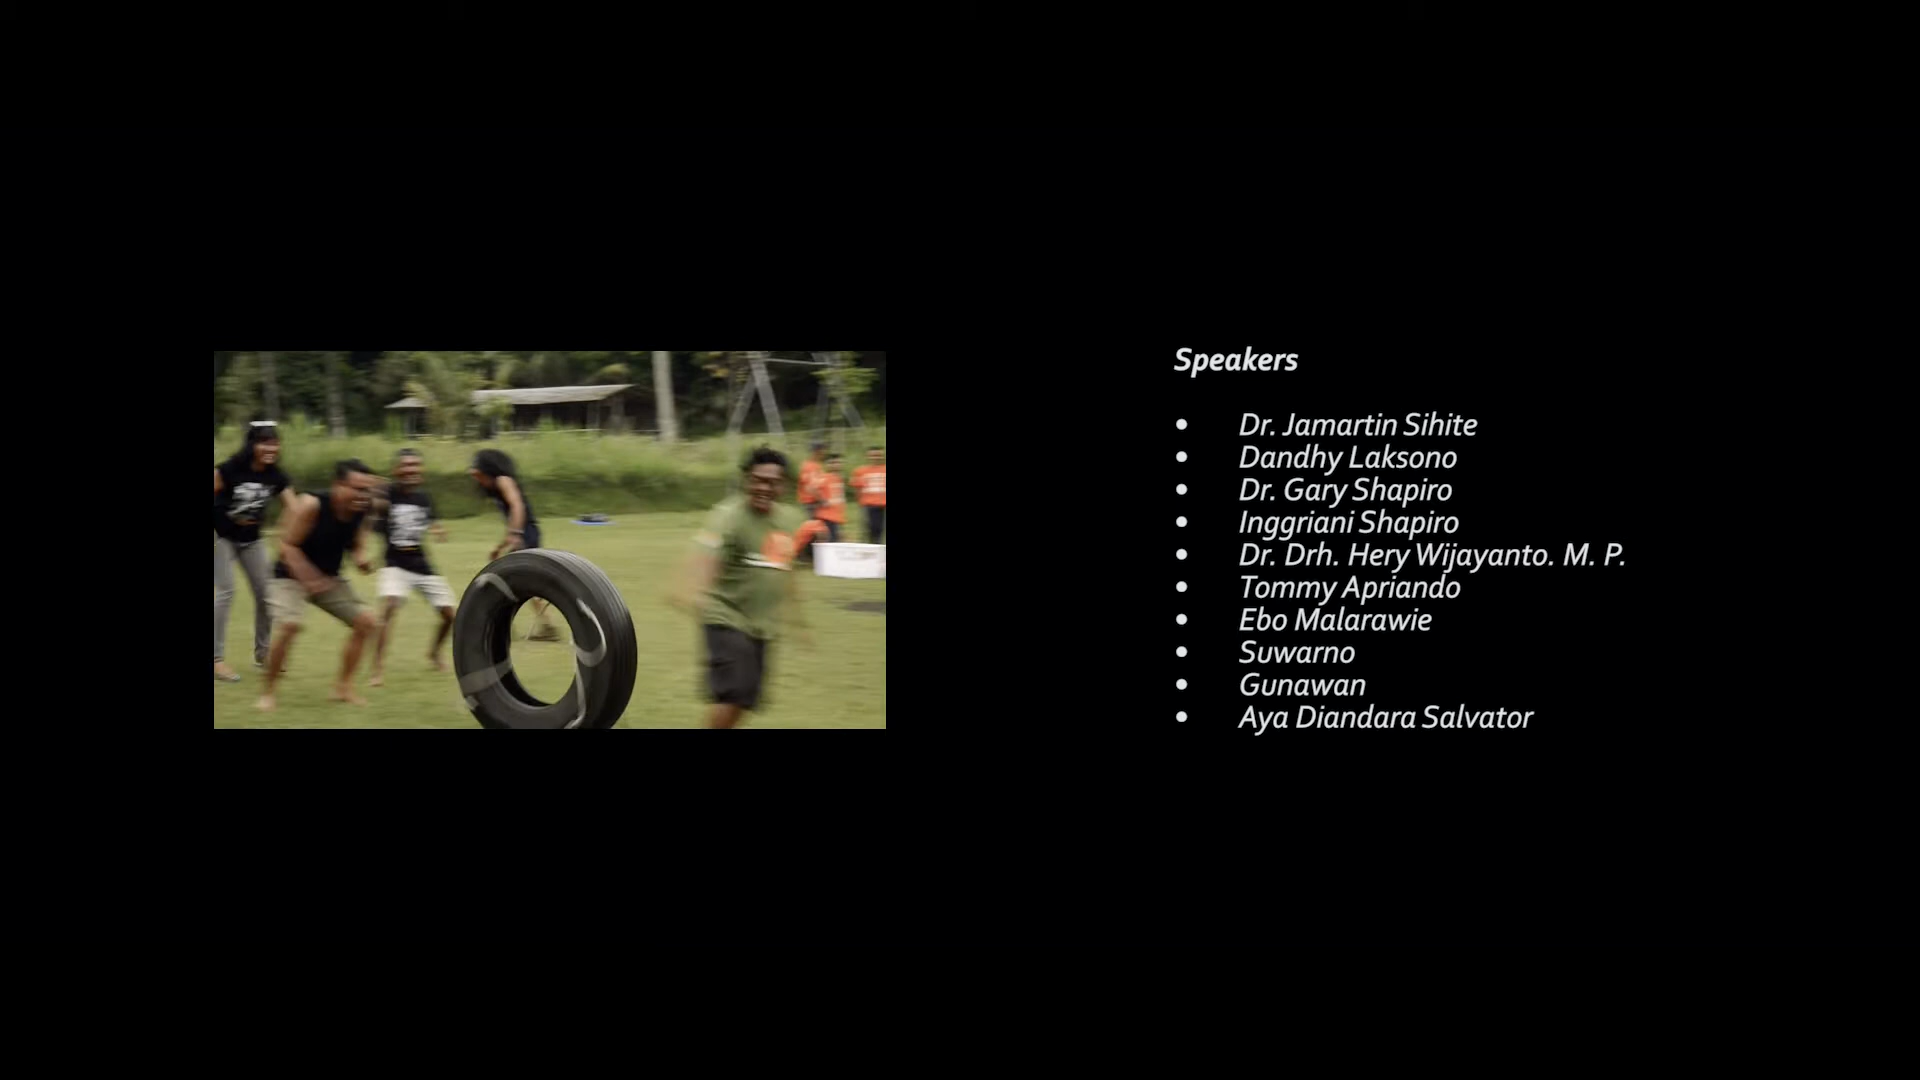 Speakers
• Dr. Jamartin Sihite
• Dandhy Laksono
• Dr. Gary Shapiro
• Inggriani Shapiro
• Dr. Drh. Hery Wijayanto. M. P.
• Tommy Apriando
• Ebo Malarawie
• Suwarno
• Gunawan
• Aya Diandara Salvator